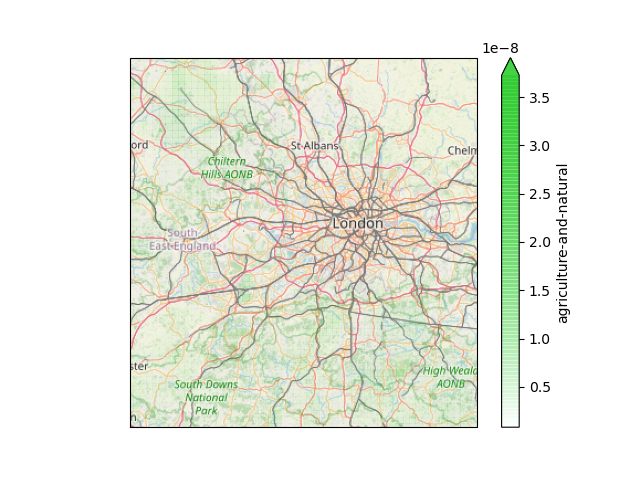 1e−8
ord
St Albans
Chelm
Chiltern
Hills AONB
London
South
East England
ster
South Downs
National
Park
High Weald
AONB
n
3.5
3.0
2.5
2.0
1.5
1.0
0.5
agriculture-and-natural